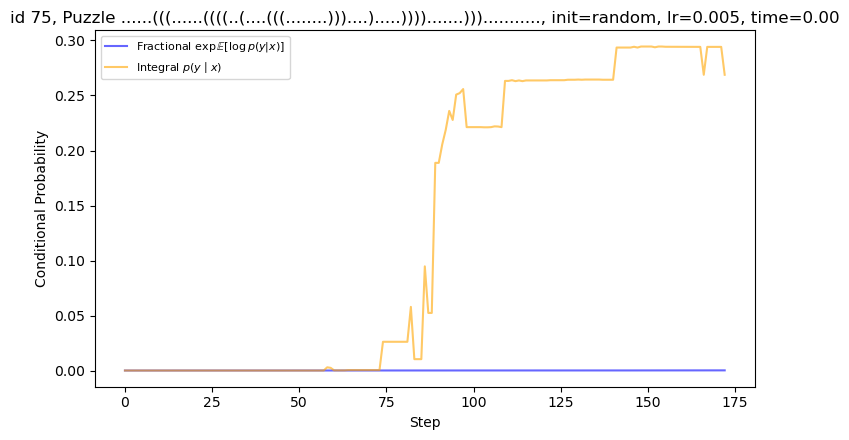 id 75, Puzzle ......(((......((((..(....(((........)))....).....)))).......)))..........., init=random, lr=0.005, time=0.00
Fractional exp𝔼[log p(y|x)]
Integral p(y | x)
Conditional Probability
0.30
0.25
0.20
0.15
0.10
0.05
0.00
0 25 50 75 100 125 150 175
Step